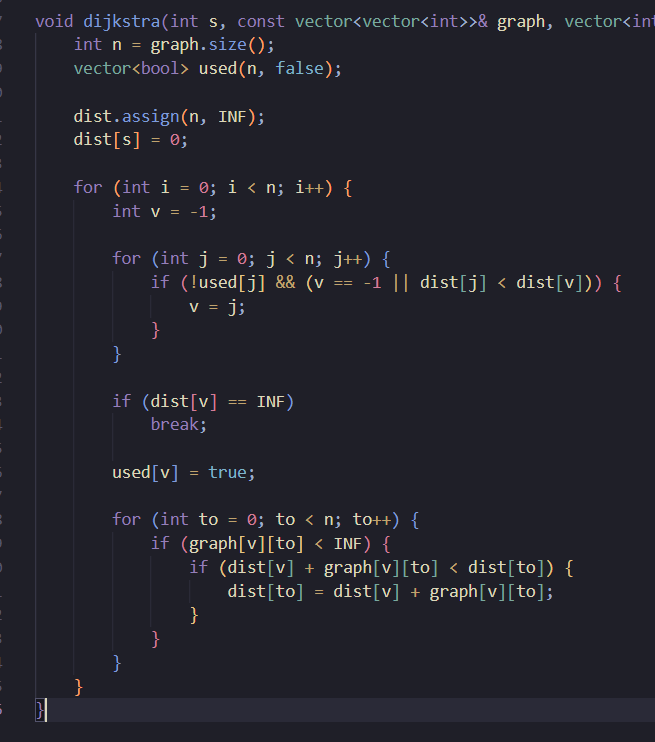 void dijkstra(int s, const vector<vector<int>>& graph, vector<int
int n = graph.size();
vector<bool> used(n, false);
dist.assign(n, INF);
dist[s] = 0;
for (int i = 0; i < n; i++) {
int v = -1;
for (int j = 0; j < n; j++) {
if (!used[j] && (v == -1 || dist[j] < dist[v])) {
v = j;
}
}
if (dist[v] == INF)
break;
used[v] = true;
for (int to = 0; to < n; to++) {
if (graph[v][to] < INF) {
if (dist[v] + graph[v][to] < dist[to]) {
dist[to] = dist[v] + graph[v][to];
}
}
}
}
}